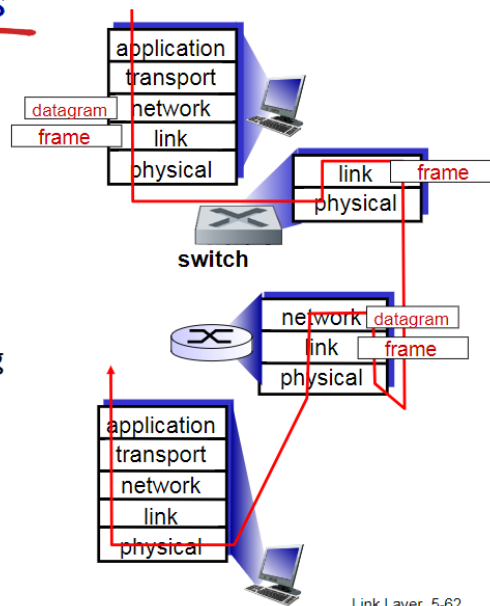 s
application
transport
datagram network
frame link
physical
link frame
physical
switch
network datagram
link frame
physical
g
application
transport
network
link
physical
Link Layer 5-62